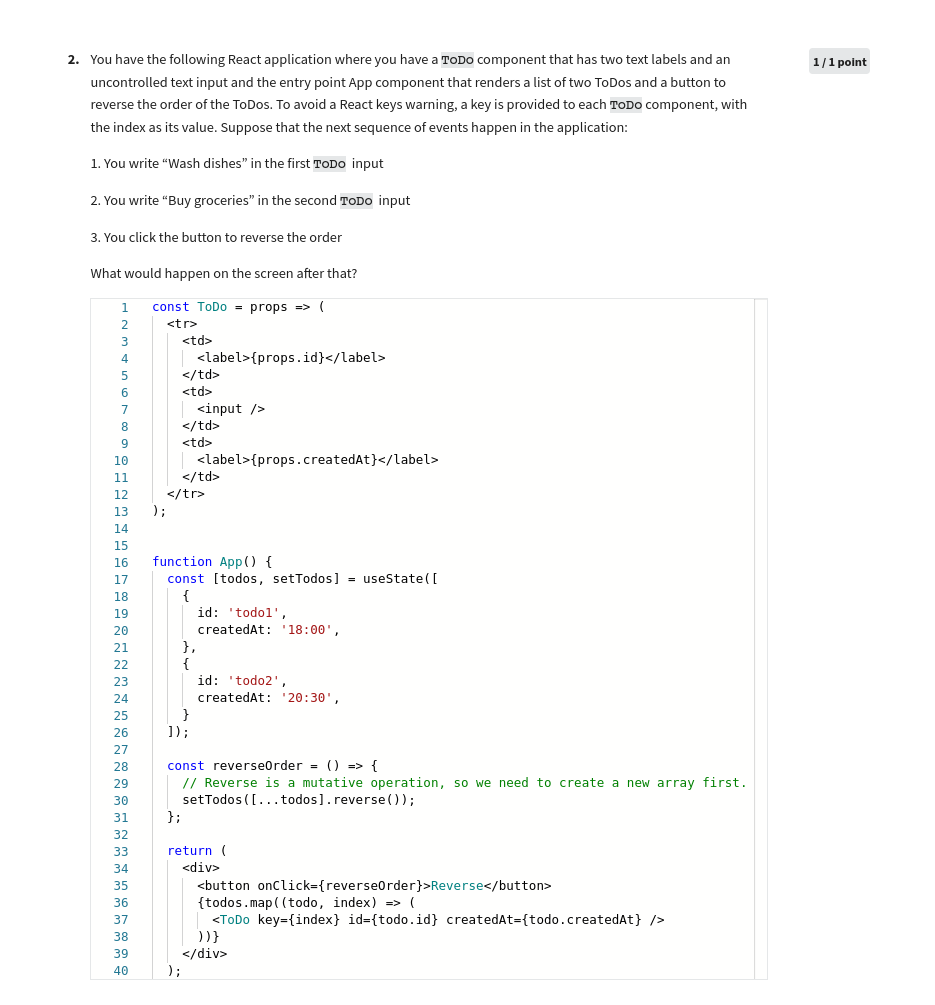 2. You have the following React application where you have a ToDo component that has two text labels and an
1 / 1 point
uncontrolled text input and the entry point App component that renders a list of two ToDos and a button to
reverse the order of the ToDos. To avoid a React keys warning, a key is provided to each ToDo component, with
the index as its value. Suppose that the next sequence of events happen in the application:
1. You write “Wash dishes” in the first ToDo input
2. You write “Buy groceries” in the second ToDo input
3. You click the button to reverse the order
What would happen on the screen after that?
1 const ToDo = props => (
2   <tr>
3     <td>
4       <label>{props.id}</label>
5     </td>
6     <td>
7       <input />
8     </td>
9     <td>
10       <label>{props.createdAt}</label>
11     </td>
12   </tr>
13 );
14
15
16 function App() {
17   const [todos, setTodos] = useState([
18     {
19       id: 'todo1',
20       createdAt: '18:00',
21     },
22     {
23       id: 'todo2',
24       createdAt: '20:30',
25     }
26   ]);
27
28   const reverseOrder = () => {
29     // Reverse is a mutative operation, so we need to create a new array first.
30     setTodos([...todos].reverse());
31   };
32
33   return (
34     <div>
35       <button onClick={reverseOrder}>Reverse</button>
36       {todos.map((todo, index) => (
37         <ToDo key={index} id={todo.id} createdAt={todo.createdAt} />
38       ))}
39     </div>
40   );